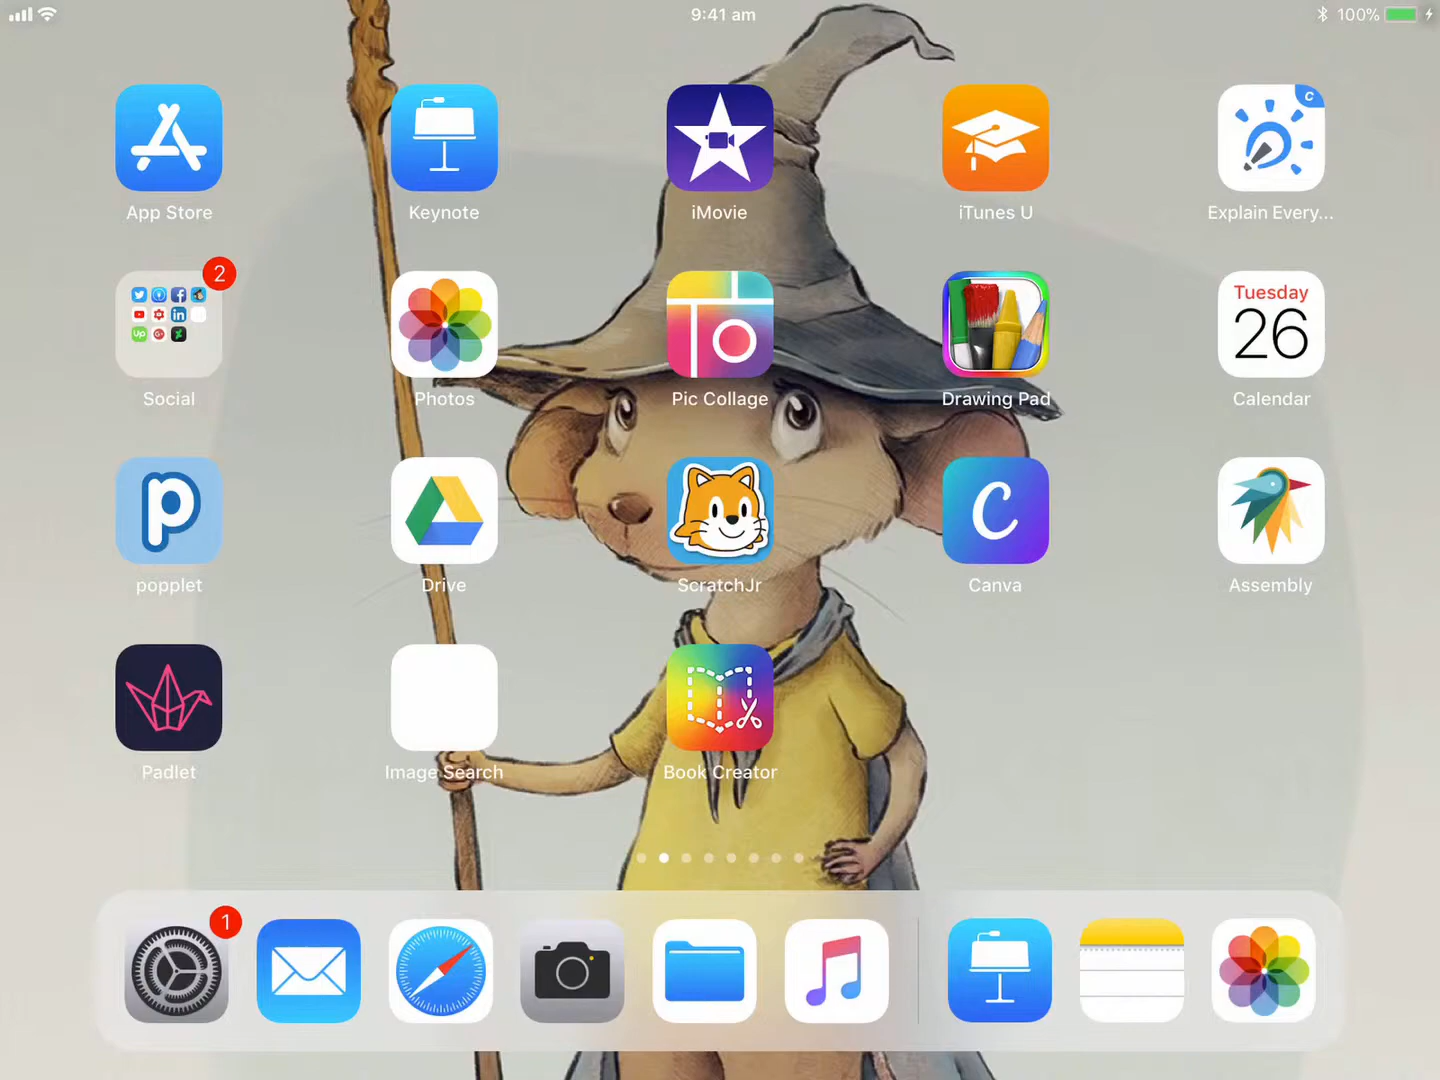 9:41 am
100%
App Store
Keynote
iMovie
iTunes U
C
Explain Every...
2
Social
Photos
Pic Collage
Drawing Pad
Tuesday
26
Calendar
p
popplet
Drive
ScratchJr
C
Canva
Assembly
Padlet
Image Search
Book Creator
1